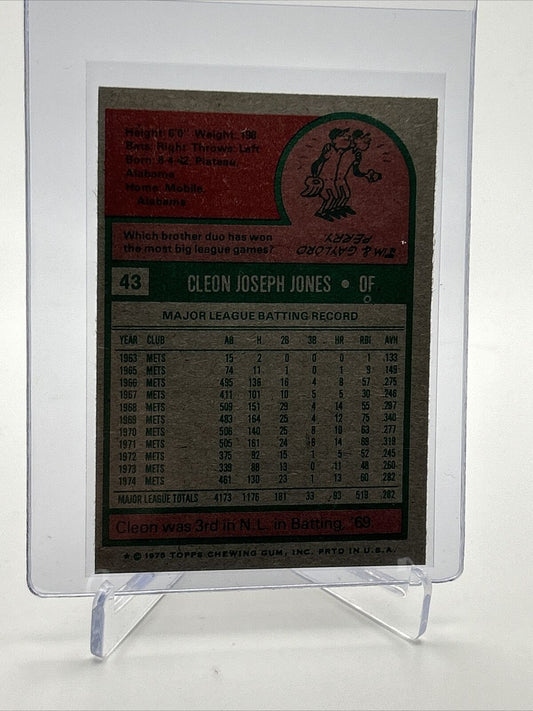 Height: 6'0" Weight: 196
Bats: Right Throws: Left
Born: 8-4-42, Plateau,
Alabama
Home: Mobile,
Alabama
Which brother duo has won
the most big league games?
JIM & GAYLORD
PERRY
43 CLEON JOSEPH JONES • OF
MAJOR LEAGUE BATTING RECORD
YEAR CLUB AB H 2B 3B HR RBI AVH
1963 METS 15 2 0 0 0 1 .133
1965 METS 74 11 1 0 1 9 .149
1966 METS 495 136 16 4 8 57 .275
1967 METS 411 101 10 5 5 30 .246
1968 METS 509 151 29 4 14 55 .297
1969 METS 483 164 25 4 12 75 .340
1970 METS 506 140 25 8 10 63 .277
1971 METS 505 161 24 6 14 69 .319
1972 METS 375 92 15 1 5 52 .245
1973 METS 339 88 13 0 11 48 .260
1974 METS 461 130 23 1 13 60 .282
MAJOR LEAGUE TOTALS 4173 1176 181 33 93 519 .282
Cleon was 3rd in N.L. in Batting, '69.
* © 1975 TOPPS CHEWING GUM, INC. PRTD IN U.S.A.